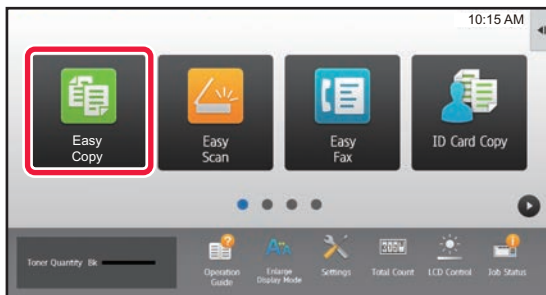 10:15 AM
Easy
Copy
Easy
Scan
Easy
Fax
ID Card Copy
Toner Quantity Bk
Operation
Guide
Enlarge
Display Mode
Settings
Total Count
LCD Control
Job Status